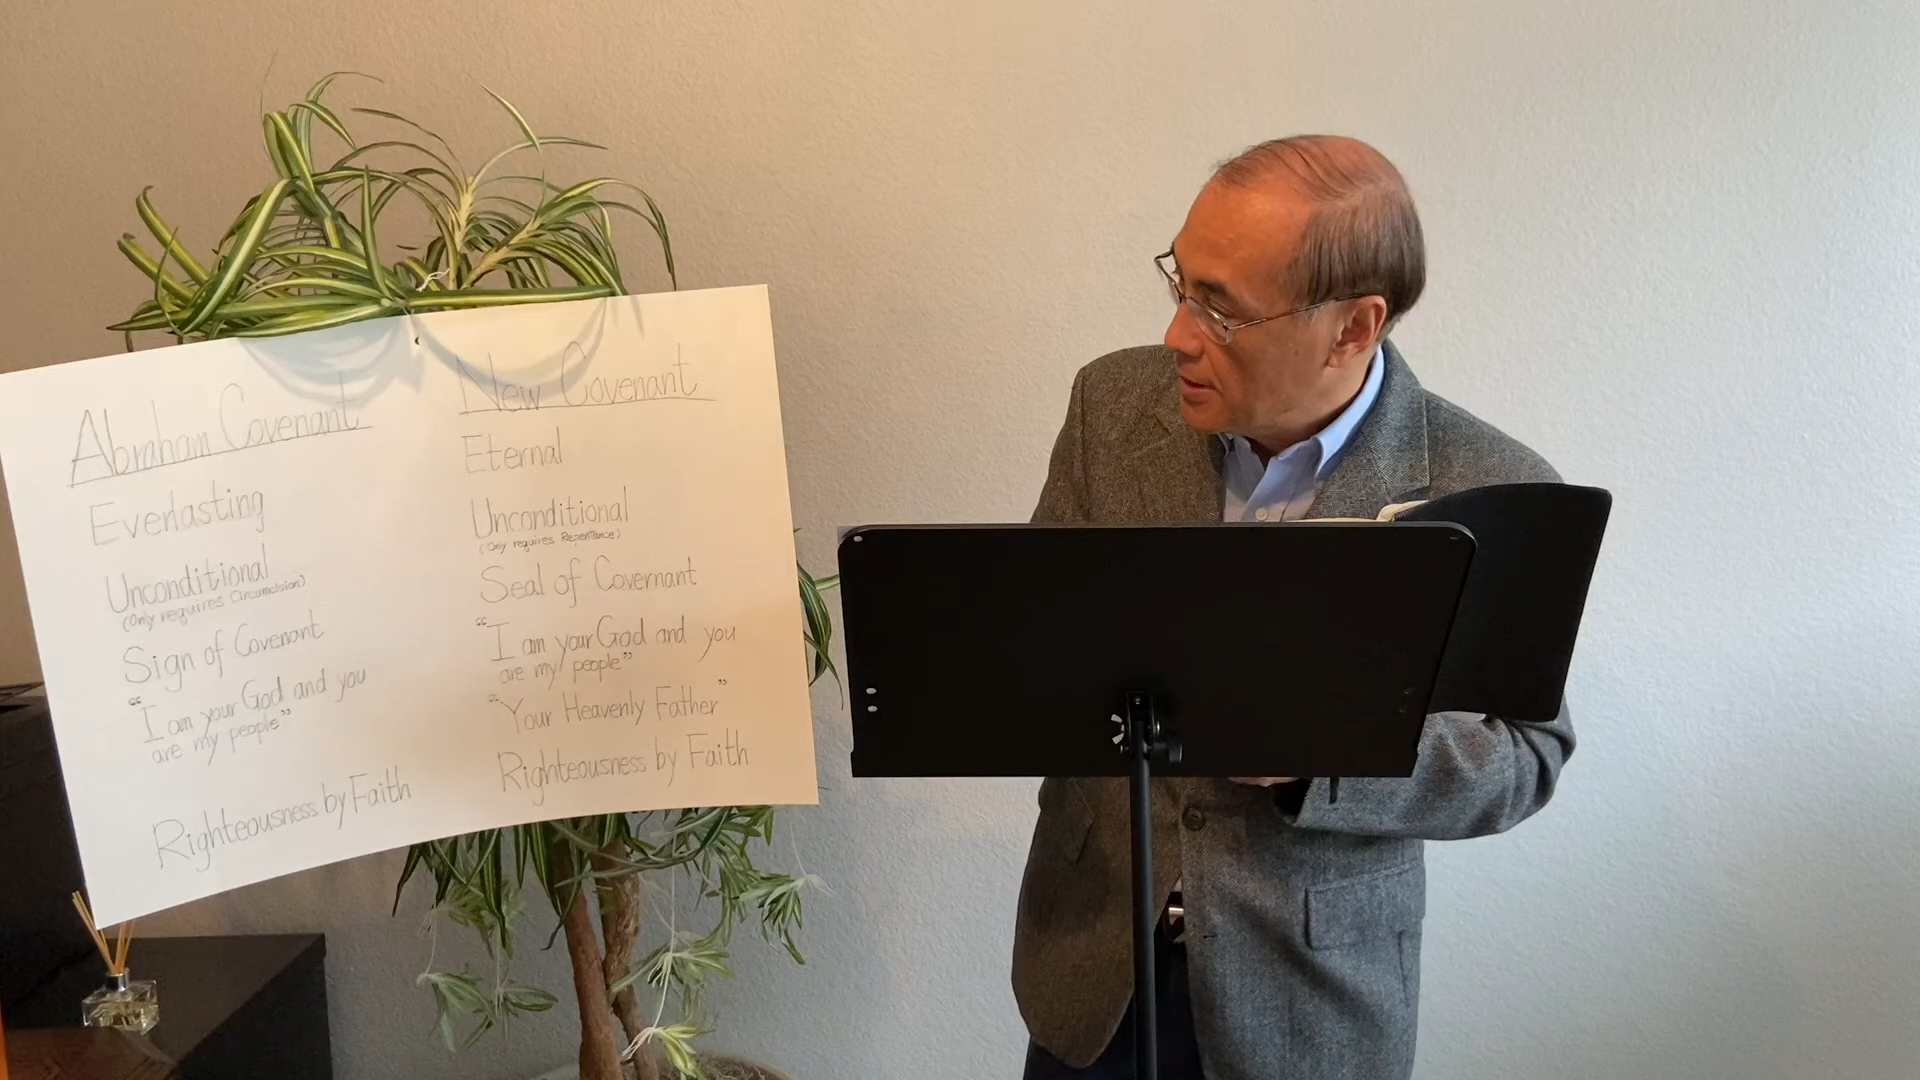 Abraham Covenant
Everlasting
Unconditional
(Only requires Circumcision)
Sign of Covenant
"I am your God and you
are my people"
Righteousness by Faith
New Covenant
Eternal
Unconditional
(Only requires Repentance)
Seal of Covernant
"I am your God and you
are my people"
"Your Heavenly Father"
Righteousness by Faith